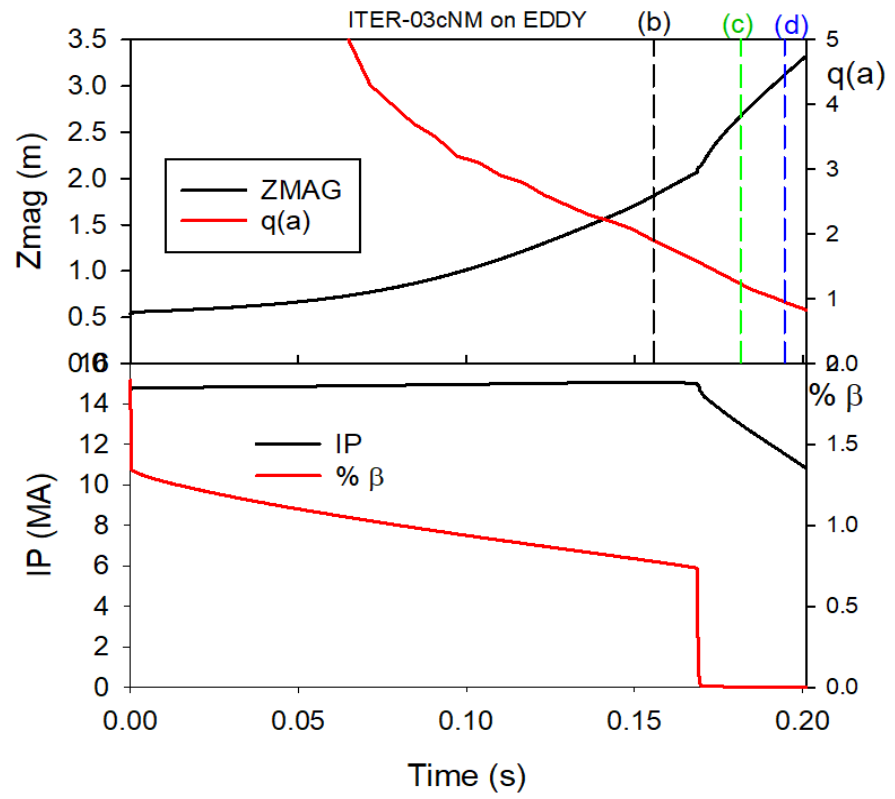 ITER-03cNM on EDDY
(b)
(c)
(d)
3.5
3.0
2.5
2.0
1.5
1.0
0.5
Zmag (m)
5
4
3
2
1
q(a)
ZMAG
q(a)
16
14
12
10
8
6
4
2
0
IP (MA)
2.0
1.5
1.0
0.5
0.0
% β
IP
% β
0.00
0.05
0.10
0.15
0.20
Time (s)